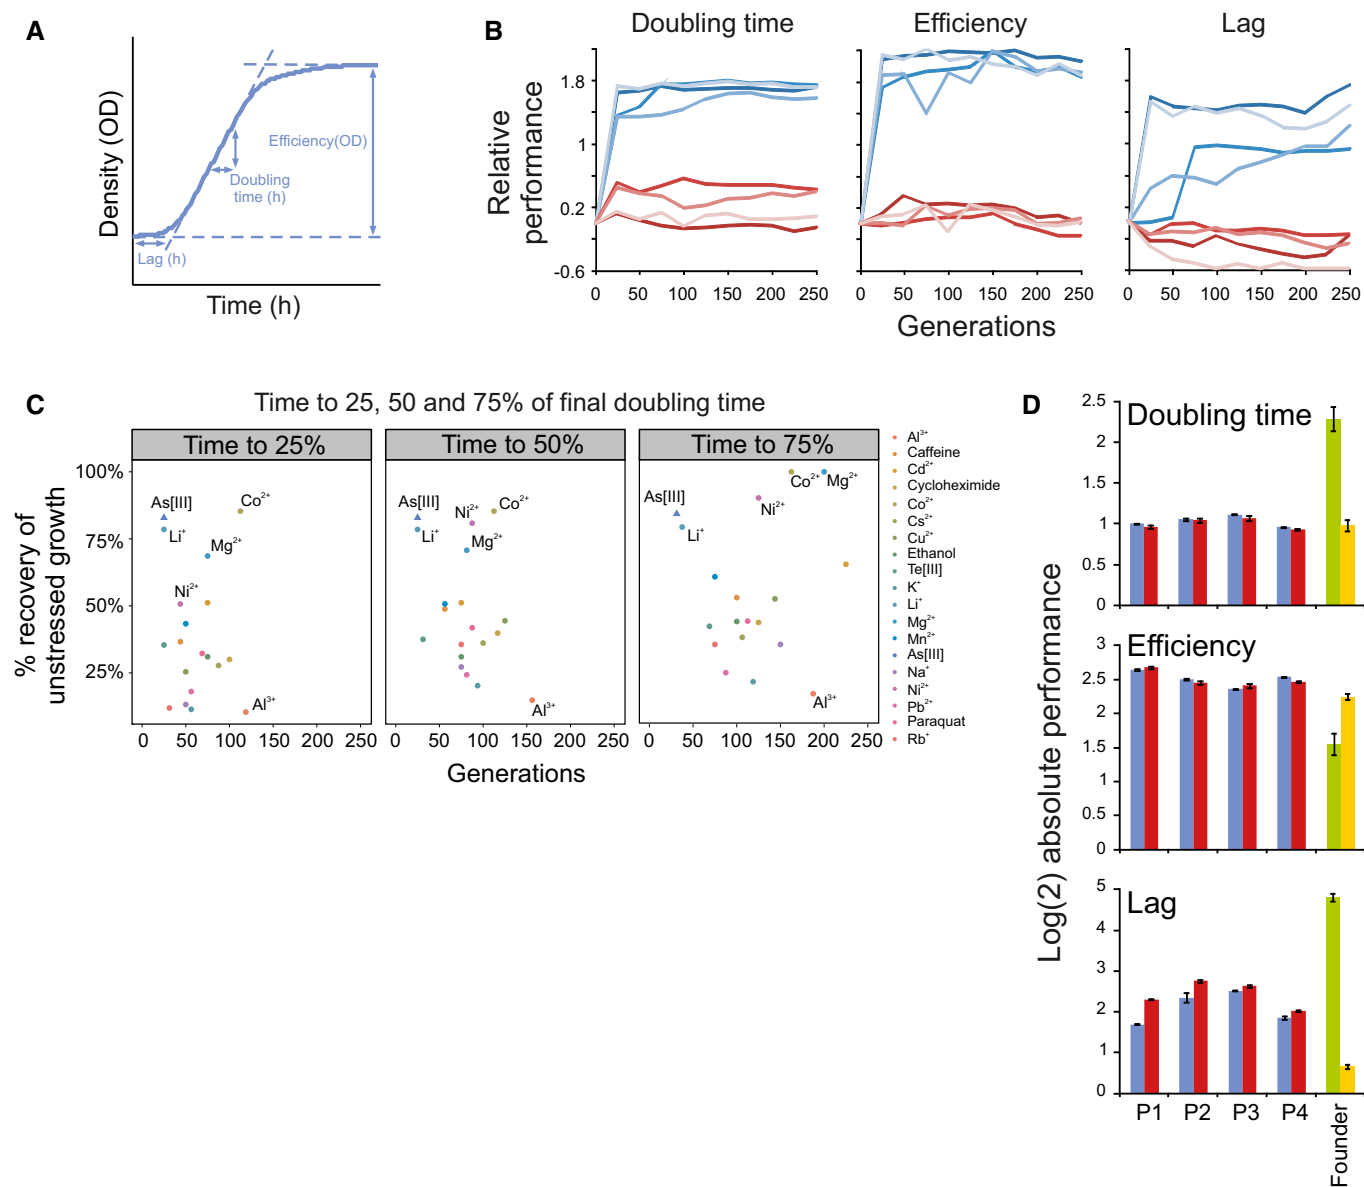 A
Density (OD)
Efficiency(OD)
Doubling
time (h)
Lag (h)
Time (h)
B
Doubling time
Efficiency
Lag
Relative
performance
1.8
1
0.2
-0.6
0 50 100 150 200 250
0 50 100 150 200 250
0 50 100 150 200 250
Generations
C
Time to 25, 50 and 75% of final doubling time
Time to 25%
Time to 50%
Time to 75%
% recovery of
unstressed growth
100%
75%
50%
25%
As[III]
Co²⁺
Li⁺
Mg²⁺
Ni²⁺
Al³⁺
As[III]
Ni²⁺
Co²⁺
Li⁺
Mg²⁺
Al³⁺
Co²⁺
Mg²⁺
As[III]
Ni²⁺
Li⁺
Al³⁺
0 50 100 150 200 250
0 50 100 150 200 250
0 50 100 150 200 250
Generations
Al³⁺
Caffeine
Cd²⁺
Cycloheximide
Co²⁺
Cs²⁺
Cu²⁺
Ethanol
Te[III]
K⁺
Li⁺
Mg²⁺
Mn²⁺
As[III]
Na⁺
Ni²⁺
Pb²⁺
Paraquat
Rb⁺
D
Log(2) absolute performance
Doubling time
2.5
2
1.5
1
0.5
0
Efficiency
3
2.5
2
1.5
1
0.5
0
Lag
5
4
3
2
1
0
P1 P2 P3 P4 Founder